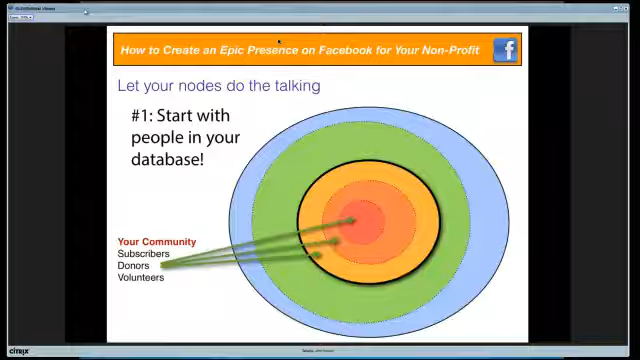 How to Create an Epic Presence on Facebook for Your Non-Profit
f
Let your nodes do the talking
#1: Start with
people in your
database!
Your Community
Subscribers
Donors
Volunteers
CITRIX